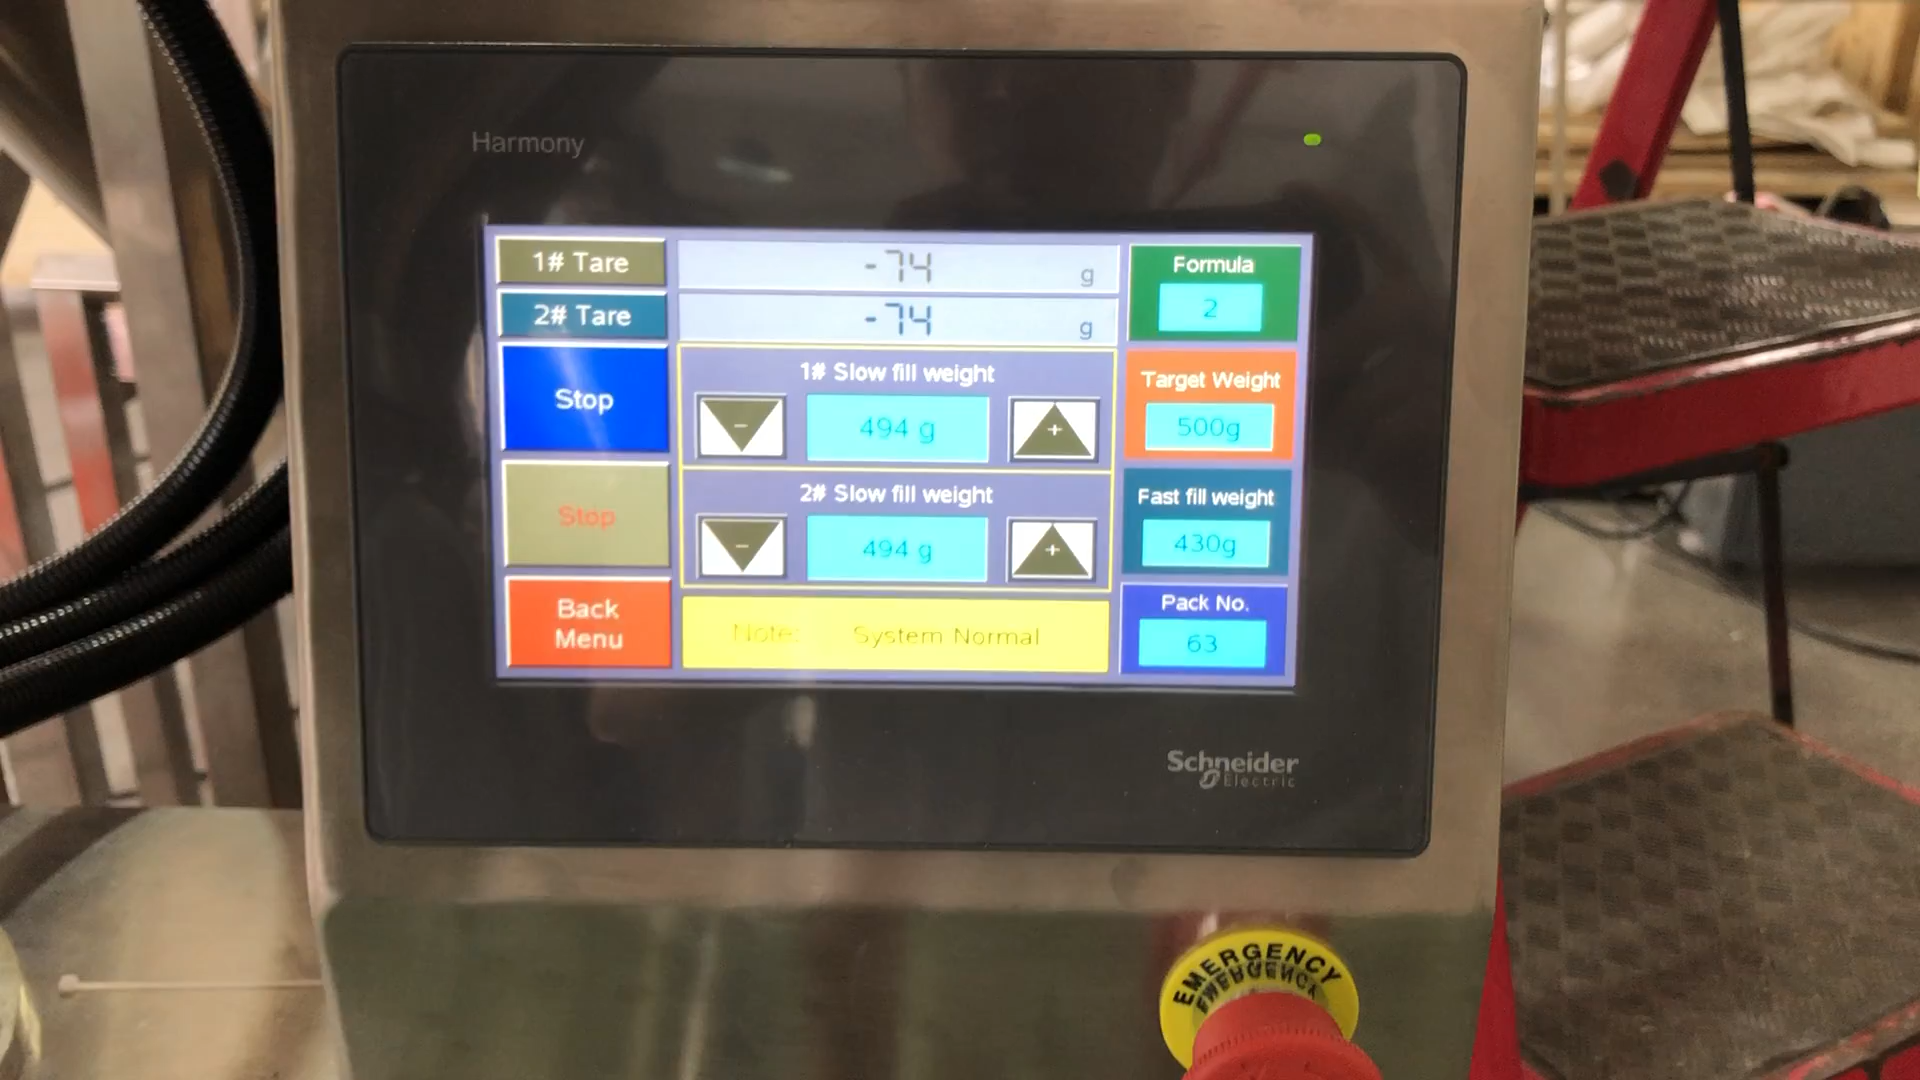 Harmony
1# Tare
-74 g
Formula
2
2# Tare
-74 g
Stop
1# Slow fill weight
- 494 g +
Target Weight
500g
Stop
2# Slow fill weight
- 494 g +
Fast fill weight
430g
Back
Menu
Note: System Normal
Pack No.
63
Schneider
Electric
EMERGENCY